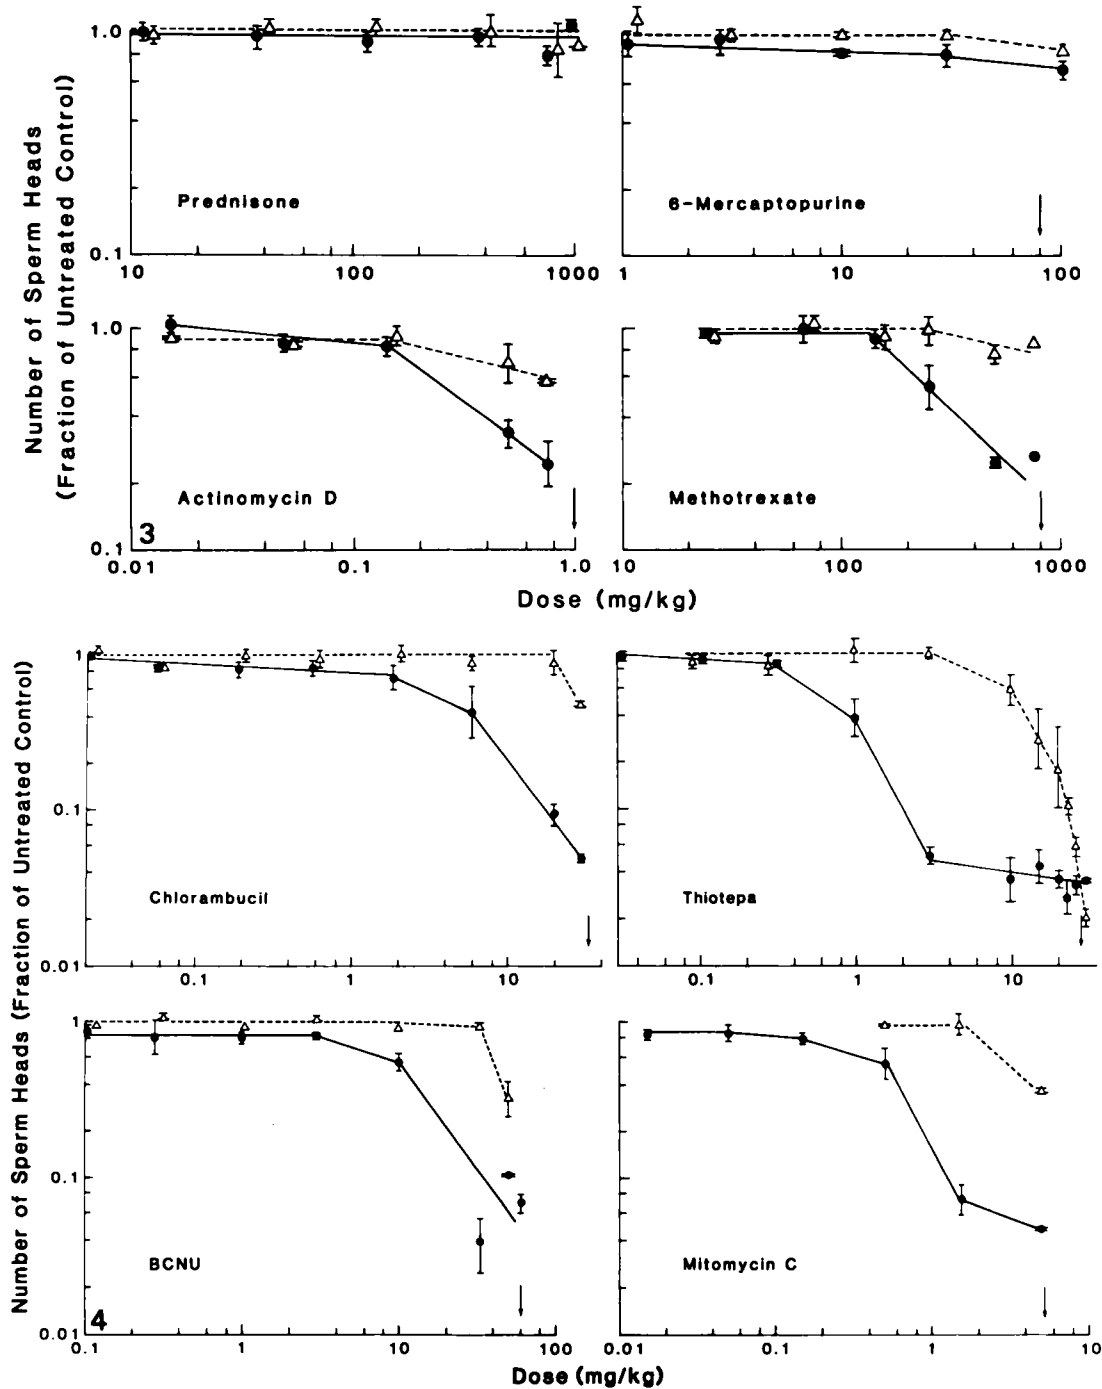 Number of Sperm Heads
(Fraction of Untreated Control)
1.0
0.1
Prednisone
10
100
1000
6-Mercaptopurine
1
10
100
1.0
0.1
Actinomycin D
3
0.01
0.1
1.0
Methotrexate
10
100
1000
Dose (mg/kg)
Number of Sperm Heads (Fraction of Untreated Control)
1
0.1
0.01
Chlorambucil
0.1
1
10
Thiotepa
0.1
1
10
1
0.1
0.01
BCNU
4
0.1
1
10
100
Mitomycin C
0.01
0.1
1
10
Dose (mg/kg)